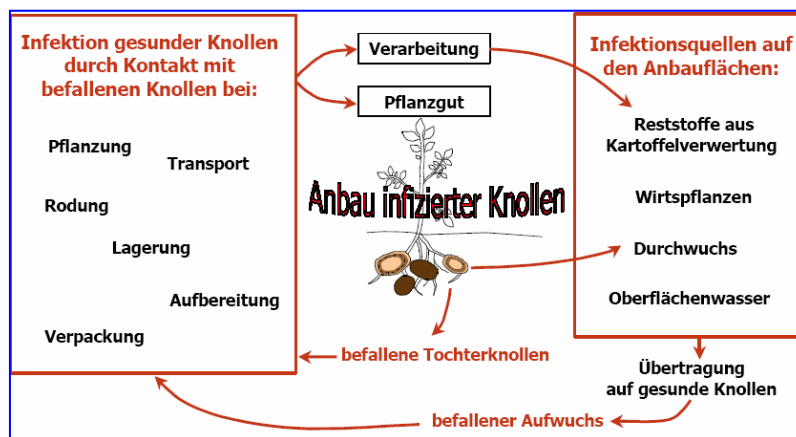 Infektion gesunder Knollen
durch Kontakt mit
befallenen Knollen bei:
Pflanzung
Transport
Rodung
Lagerung
Aufbereitung
Verpackung
Verarbeitung
Pflanzgut
Anbau infizierter Knollen
befallene Tochterknollen
befallener Aufwuchs
Infektionsquellen auf
den Anbauflächen:
Reststoffe aus
Kartoffelverwertung
Wirtspflanzen
Durchwuchs
Oberflächenwasser
Übertragung
auf gesunde Knollen